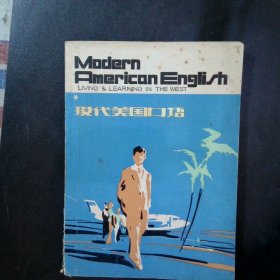 Modern
American English
LIVING & LEARNING IN THE WEST
现代美国口语